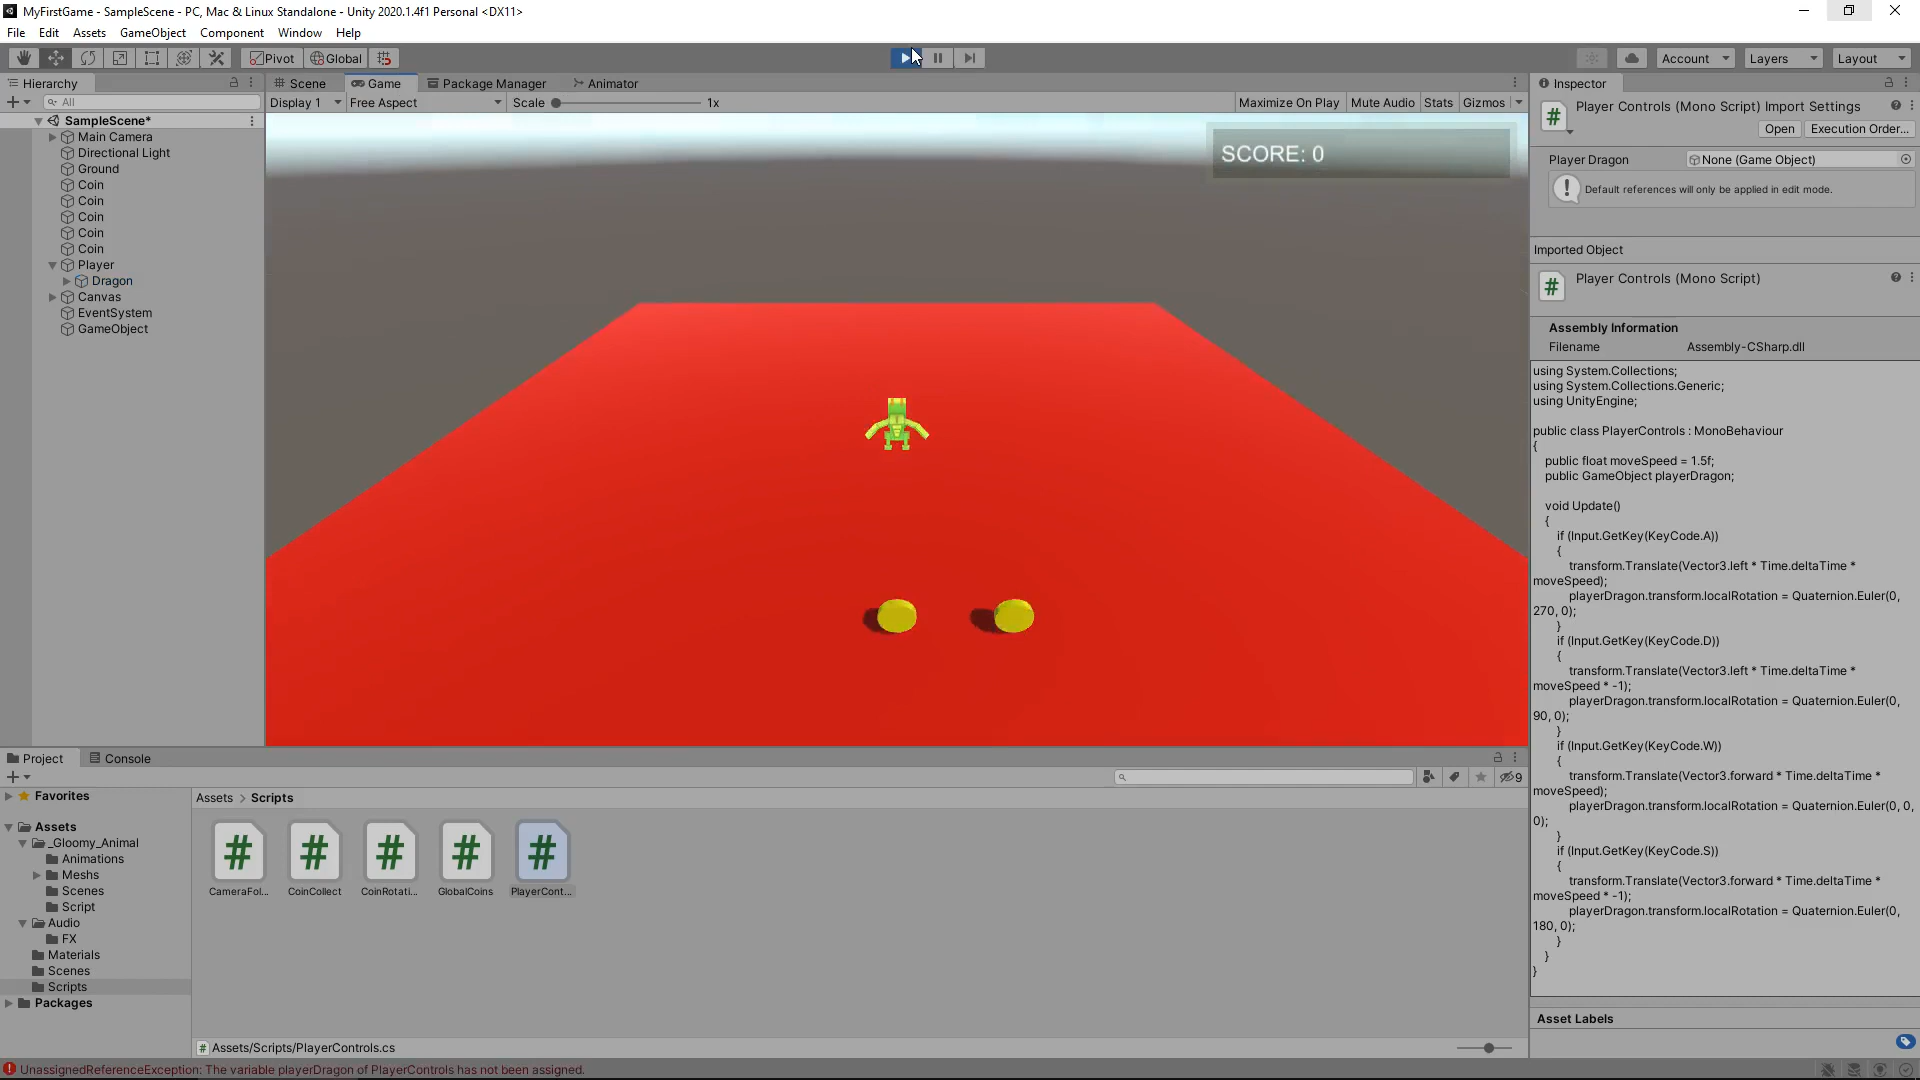 MyFirstGame - SampleScene - PC, Mac & Linux Standalone - Unity 2020.1.4f1 Personal <DX11>
File Edit Assets GameObject Component Window Help
Pivot Global Account Layers Layout
Hierarchy Scene Game Package Manager Animator Inspector
All Display 1 Free Aspect Scale 1x Maximize On Play Mute Audio Stats Gizmos
Player Controls (Mono Script) Import Settings
Open Execution Order...
SampleScene*
Main Camera
Directional Light
Ground
Coin
Coin
Coin
Coin
Coin
Player
Dragon
Canvas
EventSystem
GameObject
SCORE: 0
Player Dragon None (Game Object)
Default references will only be applied in edit mode.
Imported Object
Player Controls (Mono Script)
Assembly Information
Filename Assembly-CSharp.dll
using System.Collections;
using System.Collections.Generic;
using UnityEngine;
public class PlayerControls : MonoBehaviour
{
public float moveSpeed = 1.5f;
public GameObject playerDragon;
void Update()
{
if (Input.GetKey(KeyCode.A))
{
transform.Translate(Vector3.left * Time.deltaTime *
moveSpeed);
playerDragon.transform.localRotation = Quaternion.Euler(0,
270, 0);
}
if (Input.GetKey(KeyCode.D))
{
transform.Translate(Vector3.left * Time.deltaTime *
moveSpeed * -1);
playerDragon.transform.localRotation = Quaternion.Euler(0,
90, 0);
}
if (Input.GetKey(KeyCode.W))
{
transform.Translate(Vector3.forward * Time.deltaTime *
moveSpeed);
playerDragon.transform.localRotation = Quaternion.Euler(0, 0,
0);
}
if (Input.GetKey(KeyCode.S))
{
transform.Translate(Vector3.forward * Time.deltaTime *
moveSpeed * -1);
playerDragon.transform.localRotation = Quaternion.Euler(0,
180, 0);
}
}
}
Asset Labels
Project Console
9
Favorites
Assets
_Gloomy_Animal
Animations
Meshs
Scenes
Script
Audio
FX
Materials
Scenes
Scripts
Packages
Assets > Scripts
CameraFol... CoinCollect CoinRotati... GlobalCoins PlayerCont...
Assets/Scripts/PlayerControls.cs
UnassignedReferenceException: The variable playerDragon of PlayerControls has not been assigned.